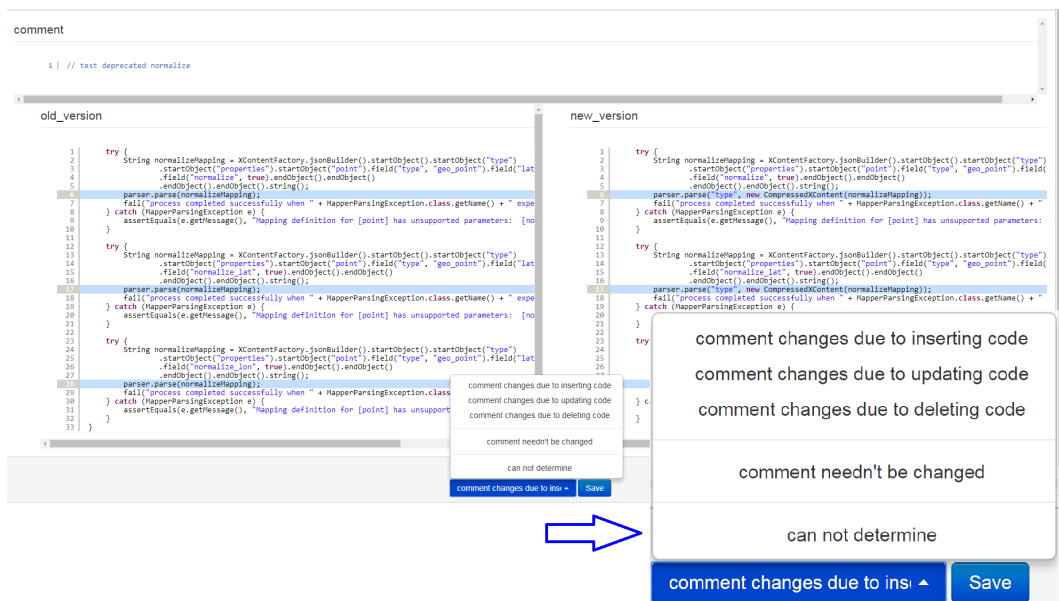 comment
1 // test deprecated normalize
old_version
1 try {
2 String normalizeMapping = XContentFactory.jsonBuilder().startObject().startObject("type")
3 .startObject("properties").startObject("point").field("type", "geo_point").field("lat
4 .field("normalize", true).endObject().endObject()
5 .endObject().endObject().string();
6 parser.parse(normalizeMapping);
7 fail("process completed successfully when " + MapperParsingException.class.getName() + " expe
8 } catch (MapperParsingException e) {
9 assertEquals(e.getMessage(), "Mapping definition for [point] has unsupported parameters:  [no
10 }
11
12 try {
13 String normalizeMapping = XContentFactory.jsonBuilder().startObject().startObject("type")
14 .startObject("properties").startObject("point").field("type", "geo_point").field("lat
15 .field("normalize_lat", true).endObject().endObject()
16 .endObject().endObject().string();
17 parser.parse(normalizeMapping);
18 fail("process completed successfully when " + MapperParsingException.class.getName() + " expe
19 } catch (MapperParsingException e) {
20 assertEquals(e.getMessage(), "Mapping definition for [point] has unsupported parameters:  [no
21 }
22
23 try {
24 String normalizeMapping = XContentFactory.jsonBuilder().startObject().startObject("type")
25 .startObject("properties").startObject("point").field("type", "geo_point").field("lat
26 .field("normalize_lon", true).endObject().endObject()
27 .endObject().endObject().string();
28 parser.parse(normalizeMapping);
29 fail("process completed successfully when " + MapperParsingException.class
30 } catch (MapperParsingException e) {
31 assertEquals(e.getMessage(), "Mapping definition for [point] has unsupport
32 }
33 }
new_version
1 try {
2 String normalizeMapping = XContentFactory.jsonBuilder().startObject().startObject("type")
3 .startObject("properties").startObject("point").field("type", "geo_point").field(
4 .field("normalize", true).endObject().endObject()
5 .endObject().endObject().string();
6 parser.parse("type", new CompressedXContent(normalizeMapping));
7 fail("process completed successfully when " + MapperParsingException.class.getName() + "
8 } catch (MapperParsingException e) {
9 assertEquals(e.getMessage(), "Mapping definition for [point] has unsupported parameters:
10 }
11
12 try {
13 String normalizeMapping = XContentFactory.jsonBuilder().startObject().startObject("type")
14 .startObject("properties").startObject("point").field("type", "geo_point").field(
15 .field("normalize_lat", true).endObject().endObject()
16 .endObject().endObject().string();
17 parser.parse("type", new CompressedXContent(normalizeMapping));
18 fail("process completed successfully when " + MapperParsingException.class.getName() + "
19 } catch (MapperParsingException e) {
20
21 }
22
23 try
24
25
26
27
28
29
30 } c
31
32 }
comment changes due to inserting code
comment changes due to updating code
comment changes due to deleting code
comment needn't be changed
can not determine
comment changes due to inse
Save
comment changes due to inserting code
comment changes due to updating code
comment changes due to deleting code
comment needn't be changed
can not determine
comment changes due to inse
Save